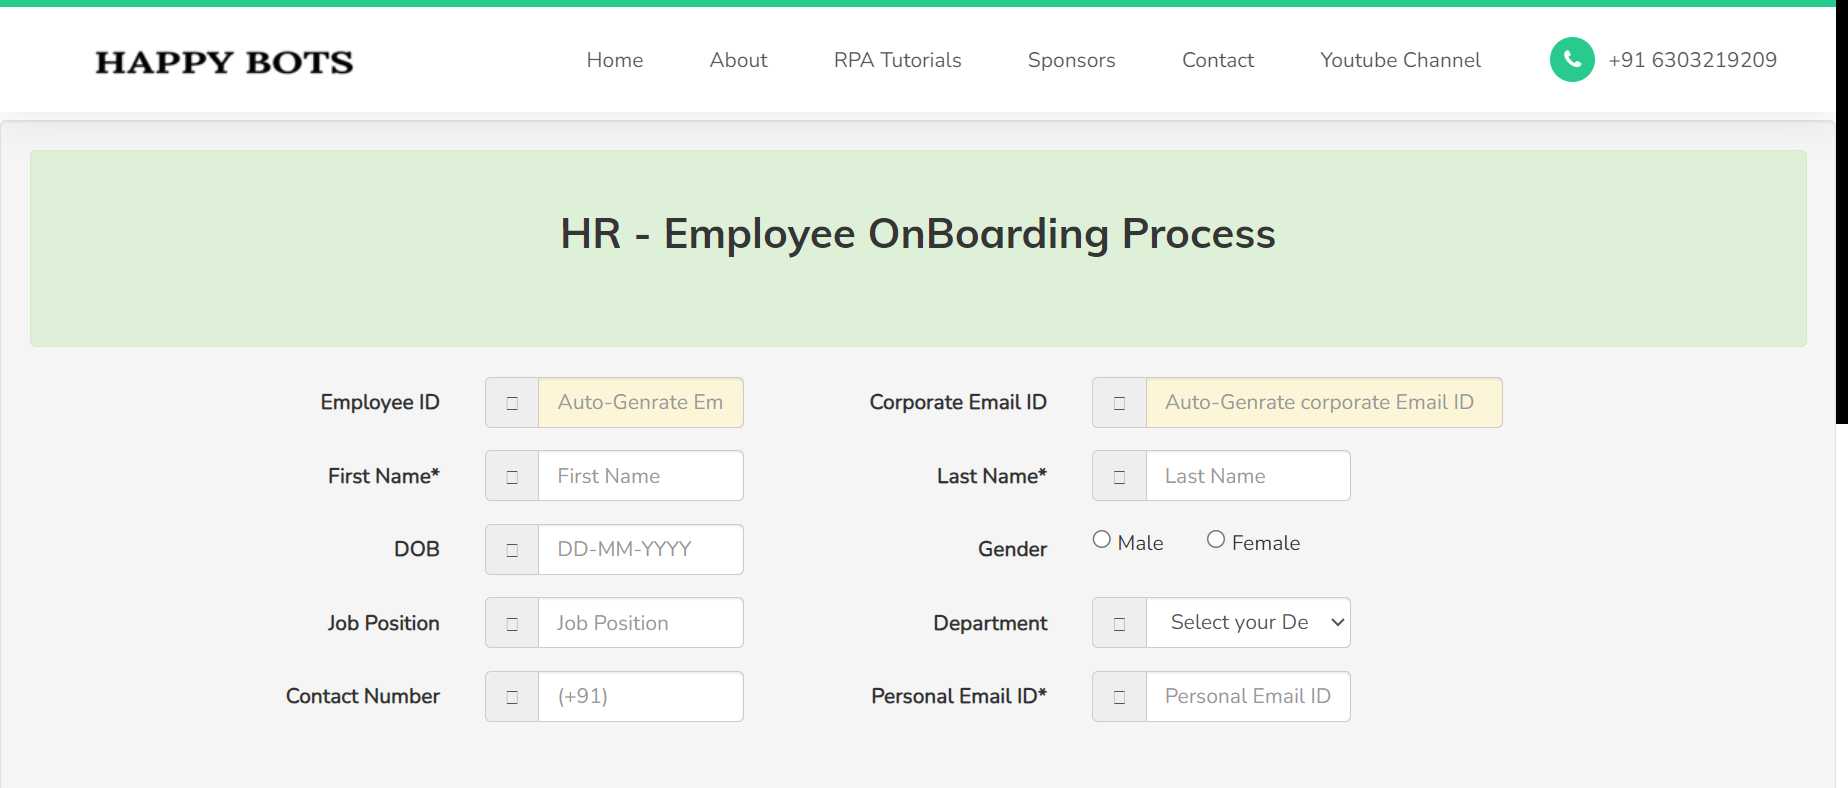 HAPPY BOTS
Home About RPA Tutorials Sponsors Contact Youtube Channel +91 6303219209
HR - Employee OnBoarding Process
Employee ID Auto-Genrate Em Corporate Email ID Auto-Genrate corporate Email ID
First Name* First Name Last Name* Last Name
DOB DD-MM-YYYY Gender Male Female
Job Position Job Position Department Select your De
Contact Number (+91) Personal Email ID* Personal Email ID